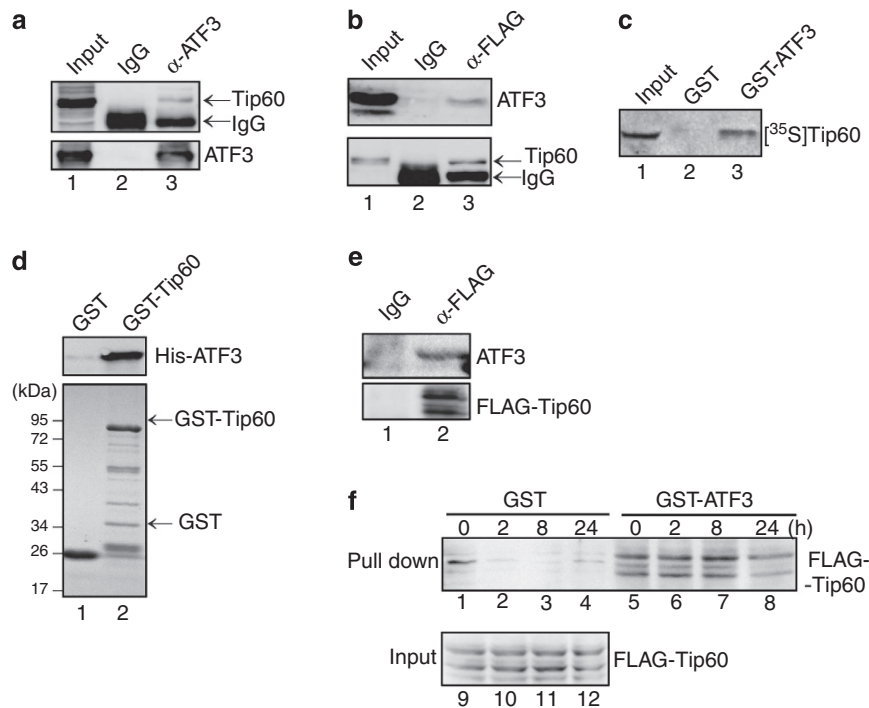 a
Input IgG α-ATF3
←Tip60
←IgG
ATF3
1 2 3
b
Input IgG α-FLAG
ATF3
←Tip60
←IgG
1 2 3
c
Input GST GST-ATF3
[³⁵S]Tip60
1 2 3
d
GST GST-Tip60
His-ATF3
(kDa)
95
72
55
43
34
26
17
←GST-Tip60
←GST
1 2
e
IgG α-FLAG
ATF3
FLAG-Tip60
1 2
f
GST GST-ATF3
0 2 8 24 0 2 8 24 (h)
Pull down
FLAG-
-Tip60
1 2 3 4 5 6 7 8
Input
FLAG-Tip60
9 10 11 12